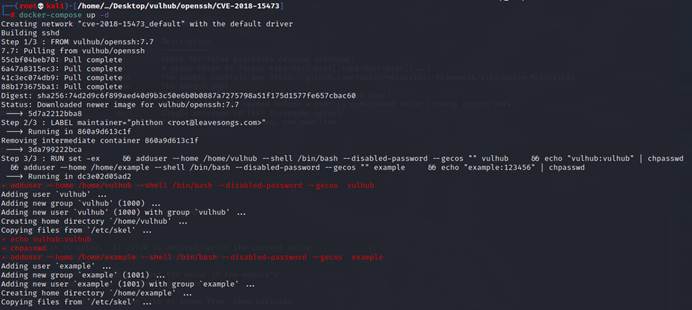 (root💀kali)-[/home/…/Desktop/vulhub/openssh/CVE-2018-15473]
# docker-compose up -d
Creating network "cve-2018-15473_default" with the default driver
Building sshd
Step 1/3 : FROM vulhub/openssh:7.7
7.7: Pulling from vulhub/openssh
55cbf04beb70: Pull complete
6a47a8315ec3: Pull complete
41c3ec074db9: Pull complete
88b173675ba1: Pull complete
Digest: sha256:74d2d9c6f899aed40d9b3c50e6b0b0887a7275798a51f175d1577fe657cbac60
Status: Downloaded newer image for vulhub/openssh:7.7
---> 5d7a2212bba8
Step 2/3 : LABEL maintainer="phithon <root@leavesongs.com>"
---> Running in 860a9d613c1f
Removing intermediate container 860a9d613c1f
---> 3da799222bca
Step 3/3 : RUN set -ex && adduser --home /home/vulhub --shell /bin/bash --disabled-password --gecos "" vulhub && echo "vulhub:vulhub" | chpasswd
&& adduser --home /home/example --shell /bin/bash --disabled-password --gecos "" example && echo "example:123456" | chpasswd
---> Running in dc3e02d05ad2
+ adduser --home /home/vulhub --shell /bin/bash --disabled-password --gecos vulhub
Adding user `vulhub' ...
Adding new group `vulhub' (1000) ...
Adding new user `vulhub' (1000) with group `vulhub' ...
Creating home directory `/home/vulhub' ...
Copying files from `/etc/skel' ...
+ echo vulhub:vulhub
+ chpasswd
+ adduser --home /home/example --shell /bin/bash --disabled-password --gecos example
Adding user `example' ...
Adding new group `example' (1001) ...
Adding new user `example' (1001) with group `example' ...
Creating home directory `/home/example' ...
Copying files from `/etc/skel' ...